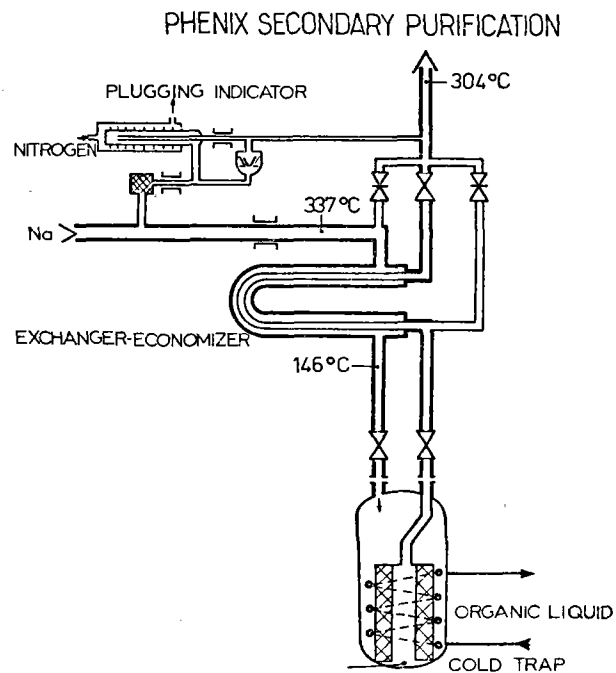 PHENIX SECONDARY PURIFICATION
304°C
PLUGGING INDICATOR
NITROGEN
337°C
Na
EXCHANGER-ECONOMIZER
146°C
ORGANIC LIQUID
COLD TRAP